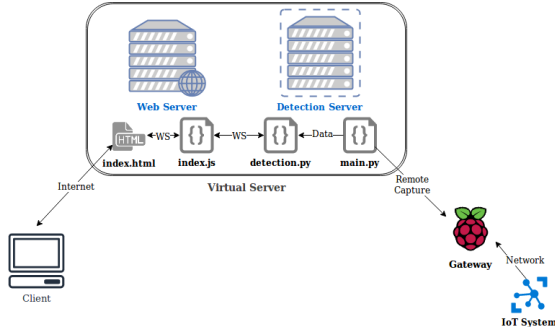 Web Server
Detection Server
HTML
WS
WS
Data
index.html
index.js
detection.py
main.py
Virtual Server
Internet
Remote
Capture
Client
Gateway
Network
IoT System